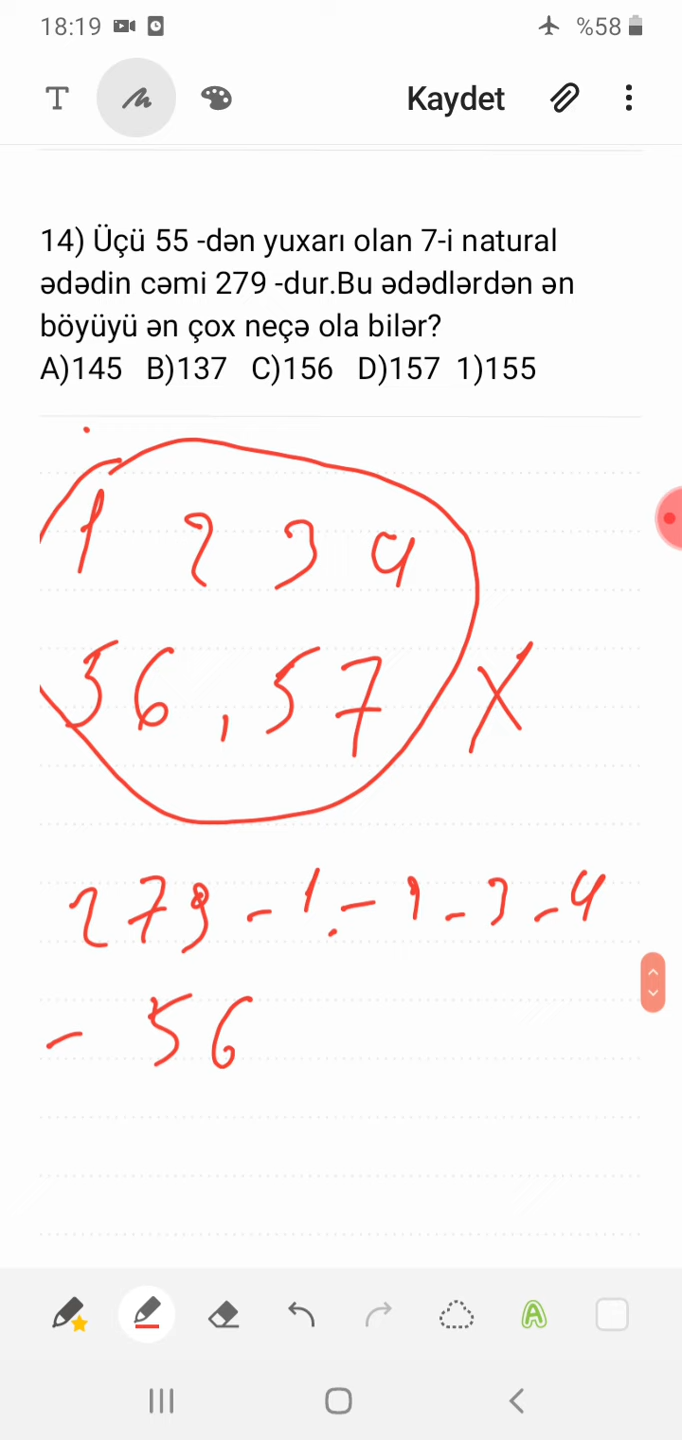 18:19 %58
T Kaydet
14) Üçü 55 -dən yuxarı olan 7-i natural
ədədin cəmi 279 -dur.Bu ədədlərdən ən
böyüyü ən çox neçə ola bilər?
A)145 B)137 C)156 D)157 1)155
1 2 3 4
56, 57 X
279 - 1 - 2 - 3 - 4
- 56
A